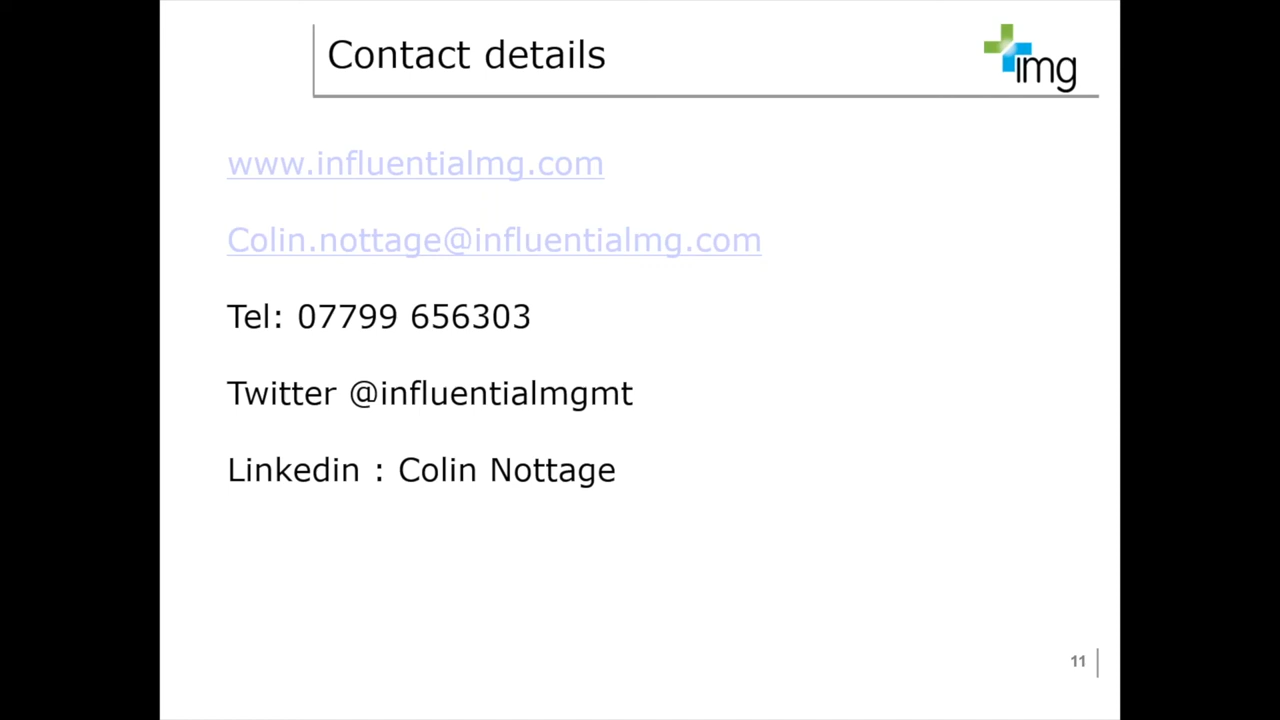 Contact details
img
www.influentialmg.com
Colin.nottage@influentialmg.com
Tel: 07799 656303
Twitter @influentialmgmt
Linkedin : Colin Nottage
11